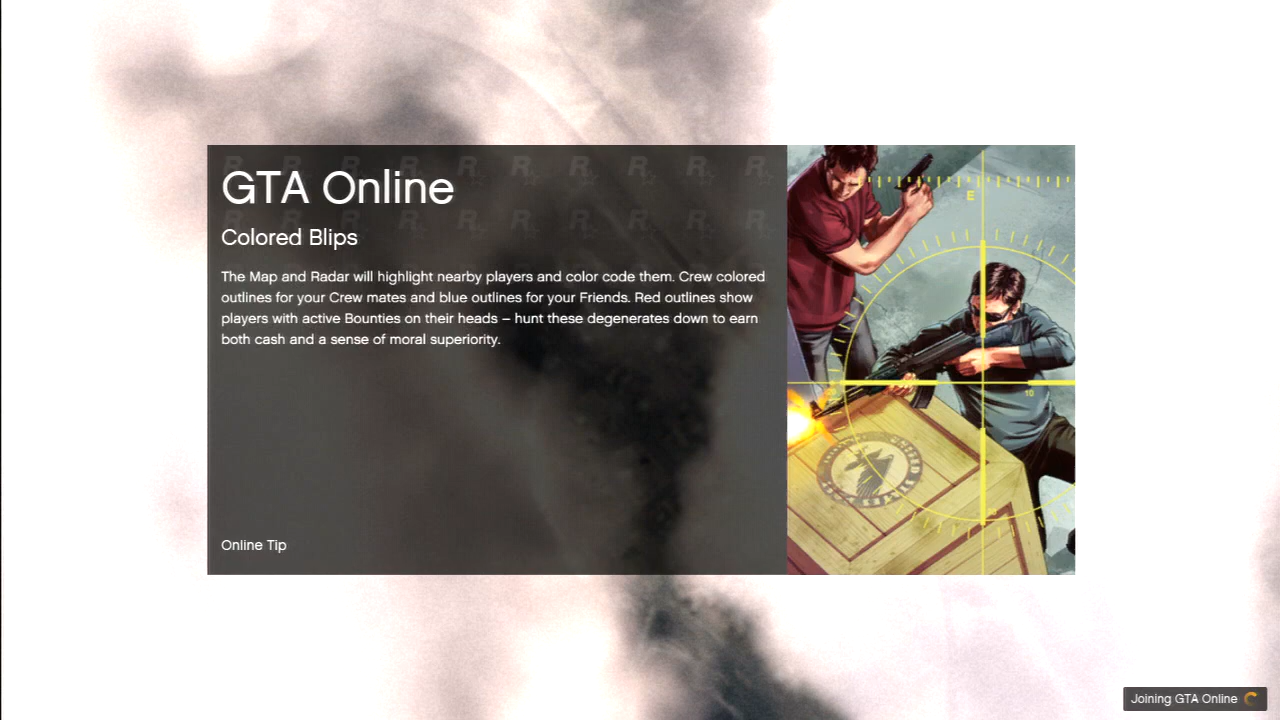 GTA Online
Colored Blips
The Map and Radar will highlight nearby players and color code them. Crew colored
outlines for your Crew mates and blue outlines for your Friends. Red outlines show
players with active Bounties on their heads – hunt these degenerates down to earn
both cash and a sense of moral superiority.
E
10
Online Tip
Joining GTA Online